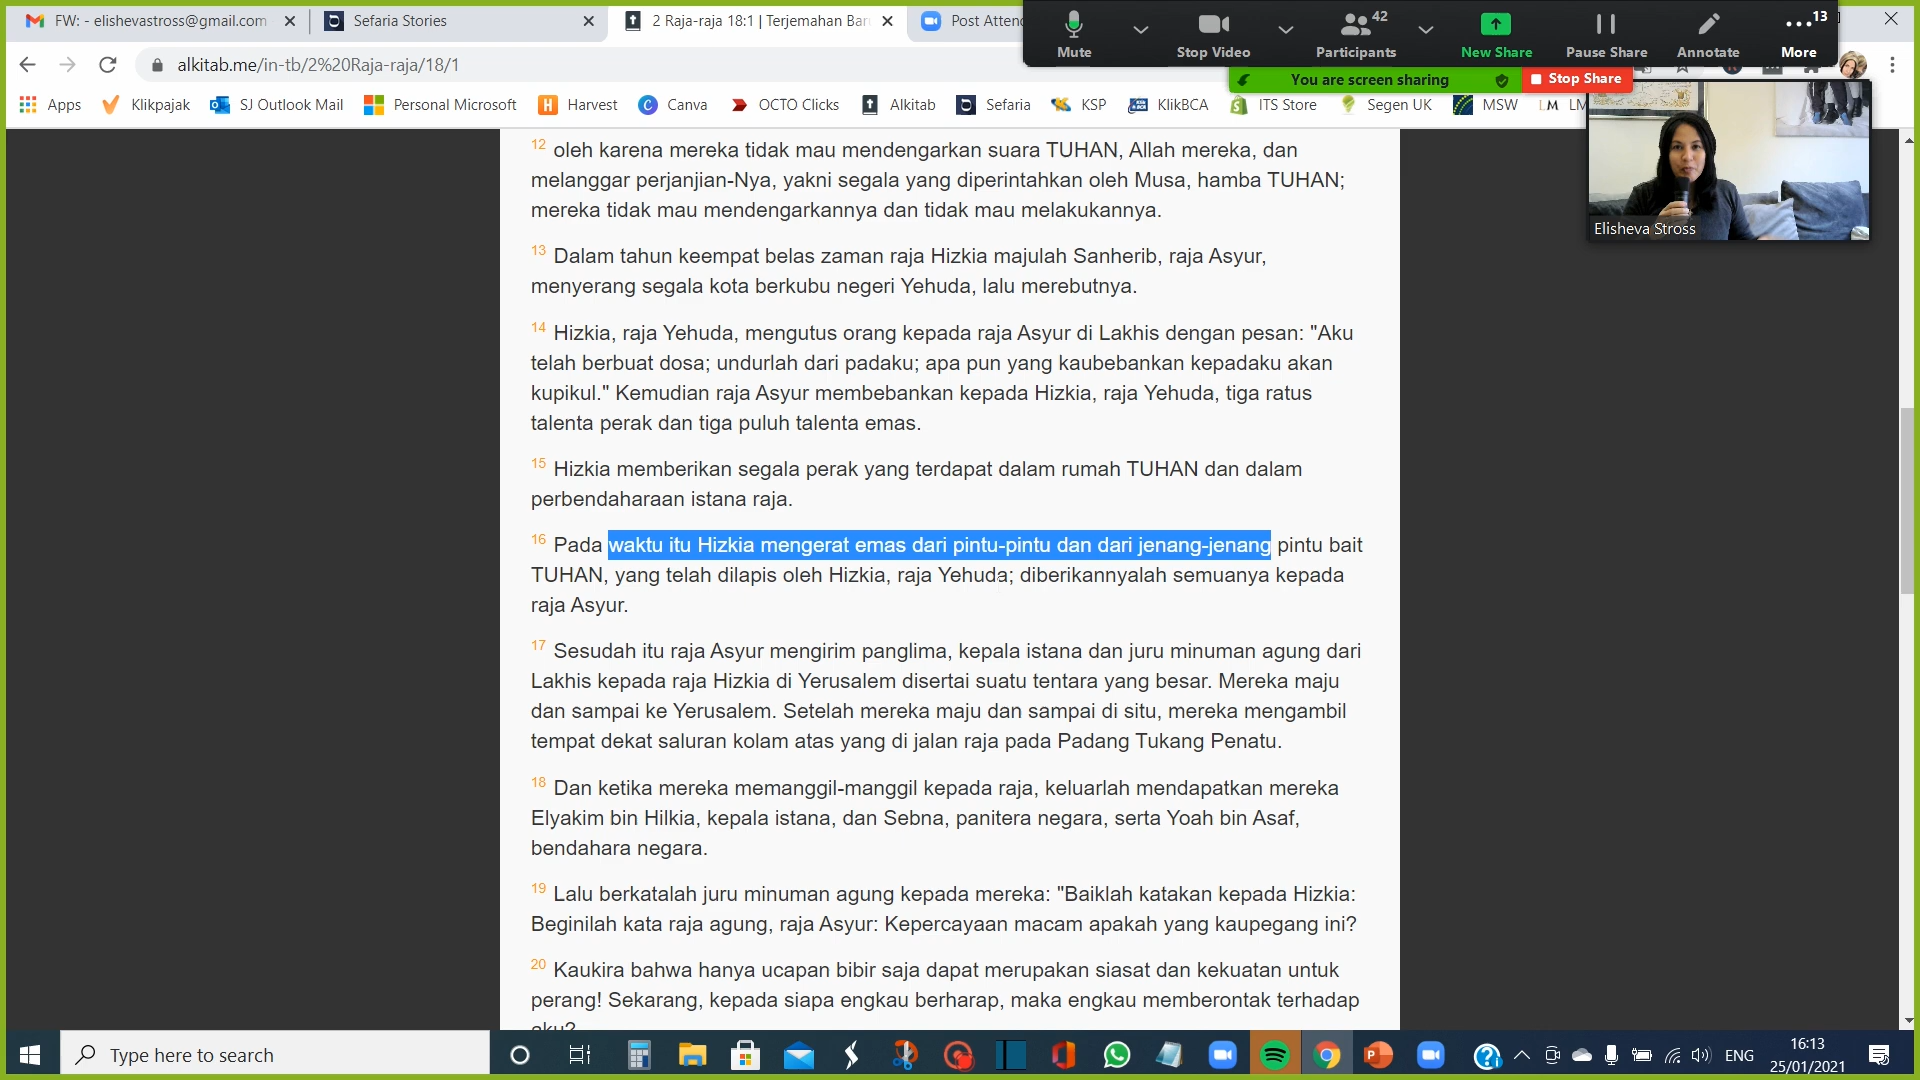 FW: - elishevastross@gmail.com
Sefaria Stories
2 Raja-raja 18:1 | Terjemahan Bar
Post Attend
Mute
Stop Video
42
Participants
New Share
Pause Share
Annotate
13
More
alkitab.me/in-tb/2%20Raja-raja/18/1
You are screen sharing
Stop Share
Apps
Klikpajak
SJ Outlook Mail
Personal Microsoft
Harvest
Canva
OCTO Clicks
Alkitab
Sefaria
KSP
KlikBCA
ITS Store
Segen UK
MSW
LM
Elisheva Stross
12 oleh karena mereka tidak mau mendengarkan suara TUHAN, Allah mereka, dan
melanggar perjanjian-Nya, yakni segala yang diperintahkan oleh Musa, hamba TUHAN;
mereka tidak mau mendengarkannya dan tidak mau melakukannya.
13 Dalam tahun keempat belas zaman raja Hizkia majulah Sanherib, raja Asyur,
menyerang segala kota berkubu negeri Yehuda, lalu merebutnya.
14 Hizkia, raja Yehuda, mengutus orang kepada raja Asyur di Lakhis dengan pesan: "Aku
telah berbuat dosa; undurlah dari padaku; apa pun yang kaubebankan kepadaku akan
kupikul." Kemudian raja Asyur membebankan kepada Hizkia, raja Yehuda, tiga ratus
talenta perak dan tiga puluh talenta emas.
15 Hizkia memberikan segala perak yang terdapat dalam rumah TUHAN dan dalam
perbendaharaan istana raja.
16 Pada waktu itu Hizkia mengerat emas dari pintu-pintu dan dari jenang-jenang pintu bait
TUHAN, yang telah dilapis oleh Hizkia, raja Yehuda; diberikannyalah semuanya kepada
raja Asyur.
17 Sesudah itu raja Asyur mengirim panglima, kepala istana dan juru minuman agung dari
Lakhis kepada raja Hizkia di Yerusalem disertai suatu tentara yang besar. Mereka maju
dan sampai ke Yerusalem. Setelah mereka maju dan sampai di situ, mereka mengambil
tempat dekat saluran kolam atas yang di jalan raja pada Padang Tukang Penatu.
18 Dan ketika mereka memanggil-manggil kepada raja, keluarlah mendapatkan mereka
Elyakim bin Hilkia, kepala istana, dan Sebna, panitera negara, serta Yoah bin Asaf,
bendahara negara.
19 Lalu berkatalah juru minuman agung kepada mereka: "Baiklah katakan kepada Hizkia:
Beginilah kata raja agung, raja Asyur: Kepercayaan macam apakah yang kaupegang ini?
20 Kaukira bahwa hanya ucapan bibir saja dapat merupakan siasat dan kekuatan untuk
perang! Sekarang, kepada siapa engkau berharap, maka engkau memberontak terhadap
aku?
Type here to search
ENG
16:13
25/01/2021